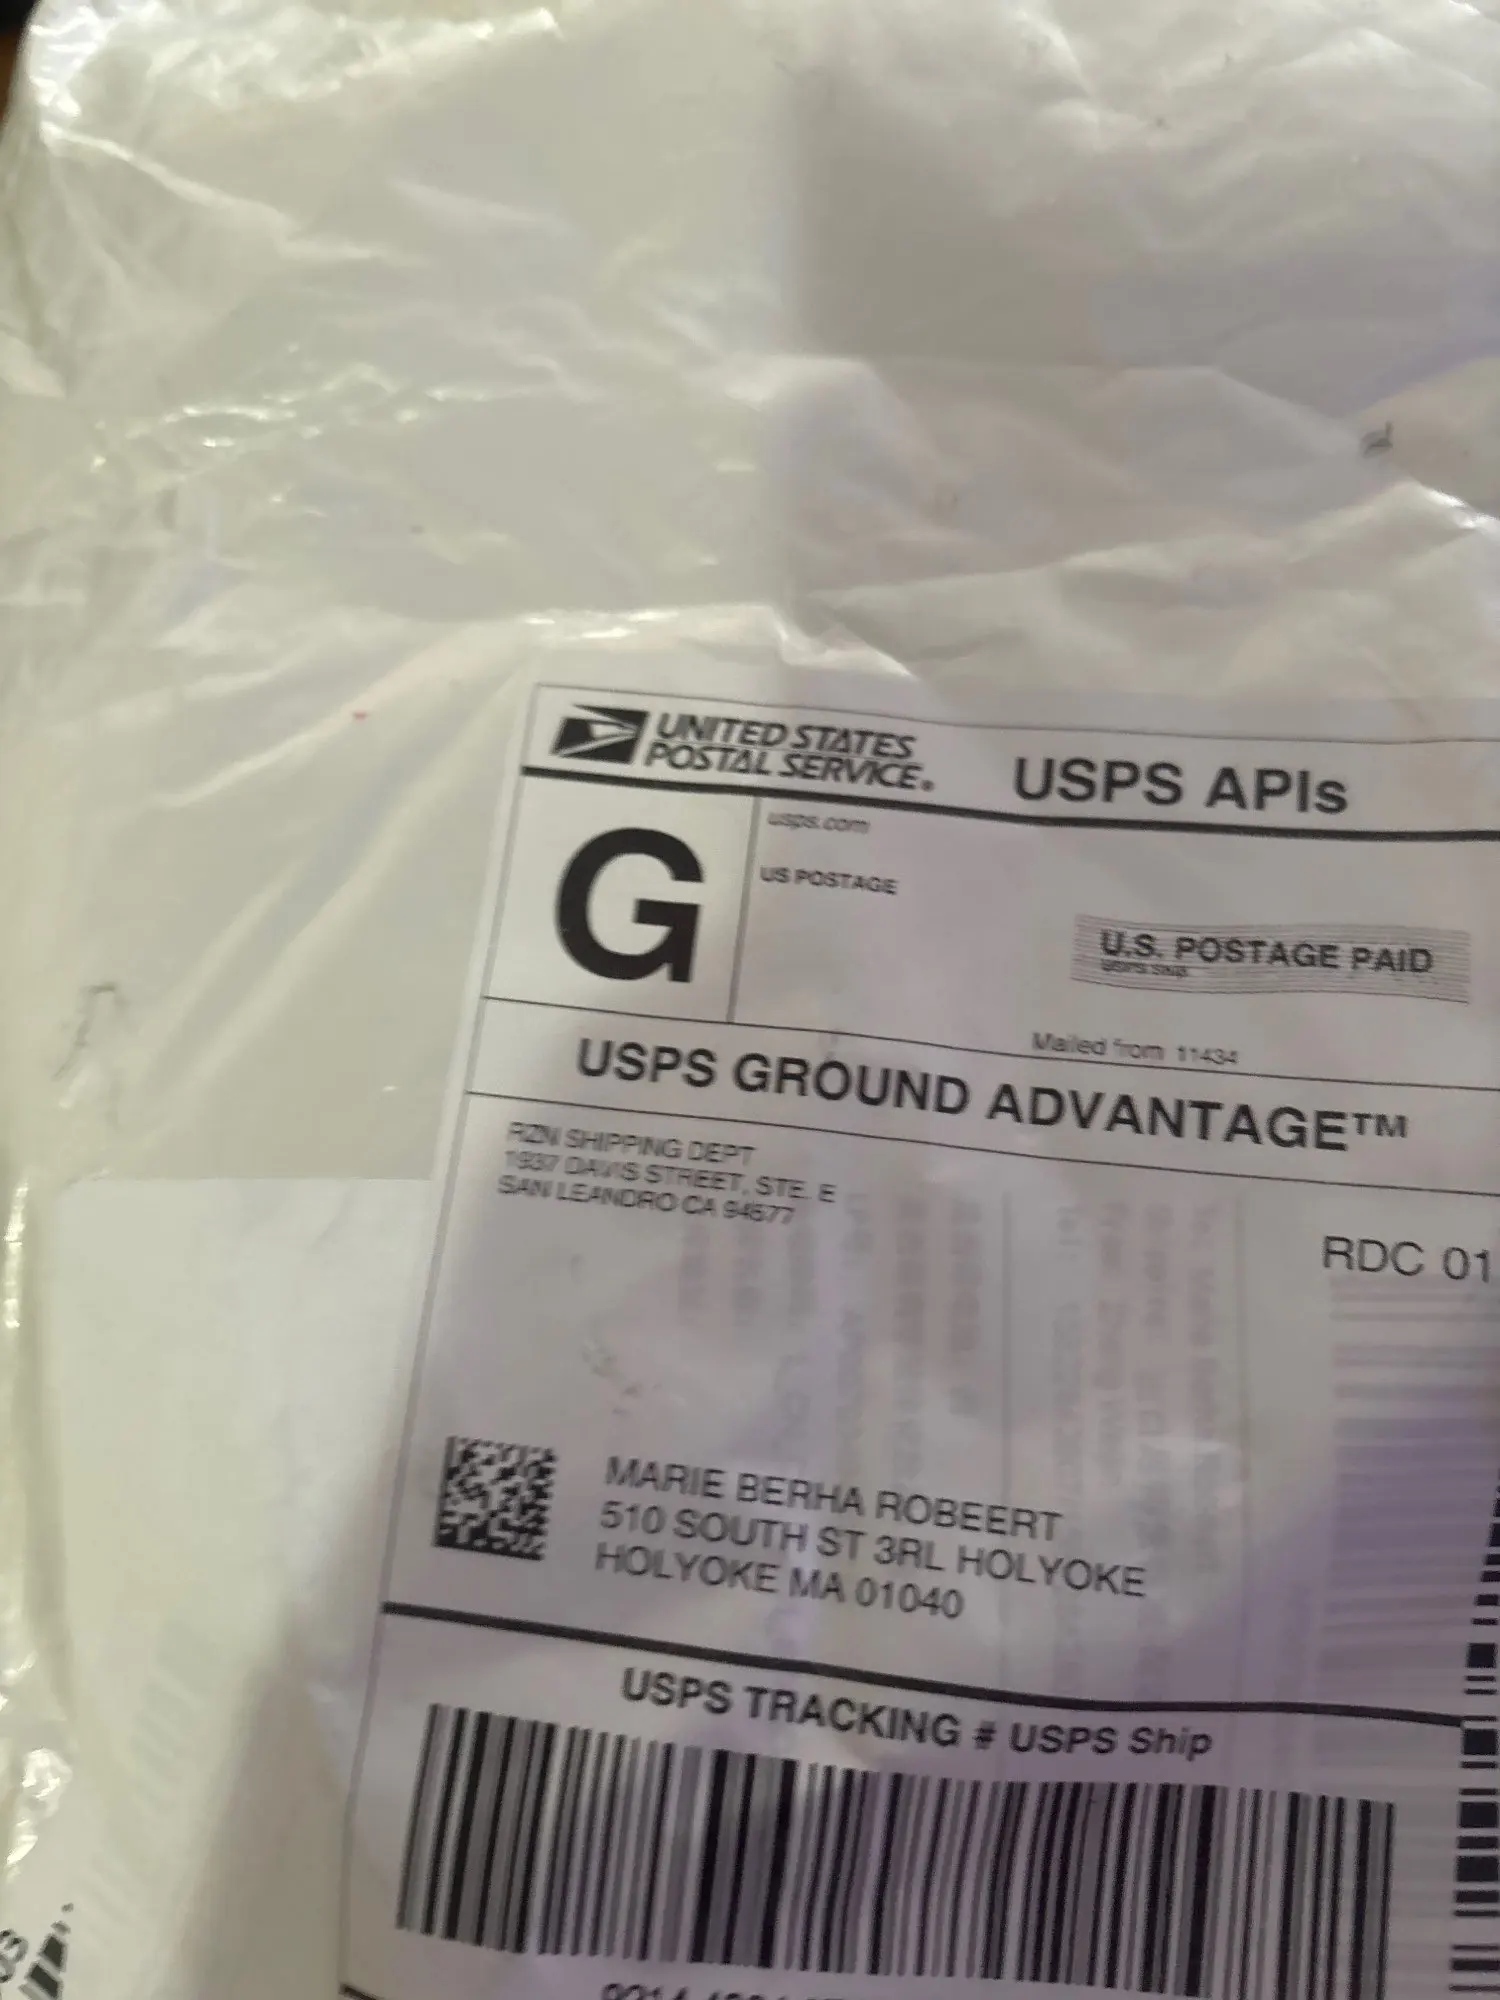 UNITED STATES
POSTAL SERVICE®
USPS APIs
G
usps.com
US POSTAGE
U.S. POSTAGE PAID
USPS Ship
Mailed from 11434
USPS GROUND ADVANTAGE™
RZN SHIPPING DEPT
1937 DAVIS STREET, STE. E
SAN LEANDRO CA 94577
RDC 01
MARIE BERHA ROBEERT
510 SOUTH ST 3RL HOLYOKE
HOLYOKE MA 01040
USPS TRACKING # USPS Ship